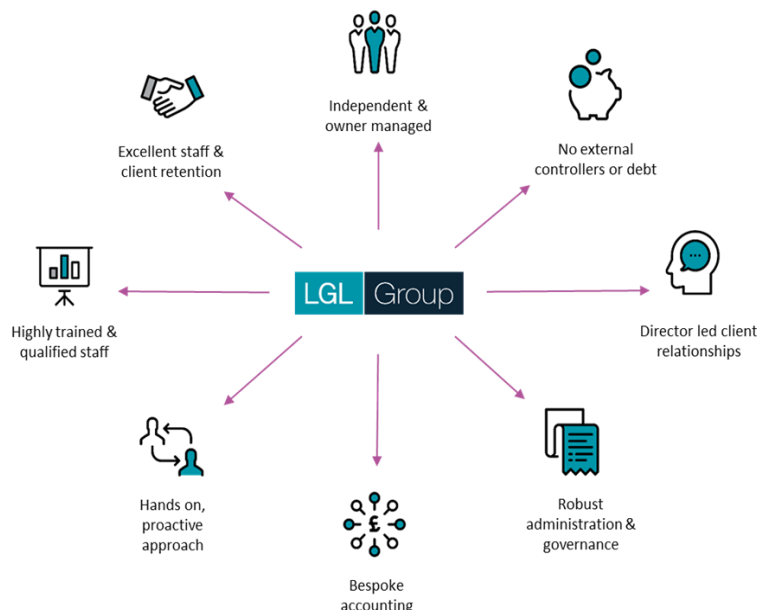 Independent &
owner managed
No external
controllers or debt
Excellent staff &
client retention
LGL Group
Director led client
relationships
Highly trained &
qualified staff
Robust
administration &
governance
Hands on,
proactive
approach
£
Bespoke
accounting